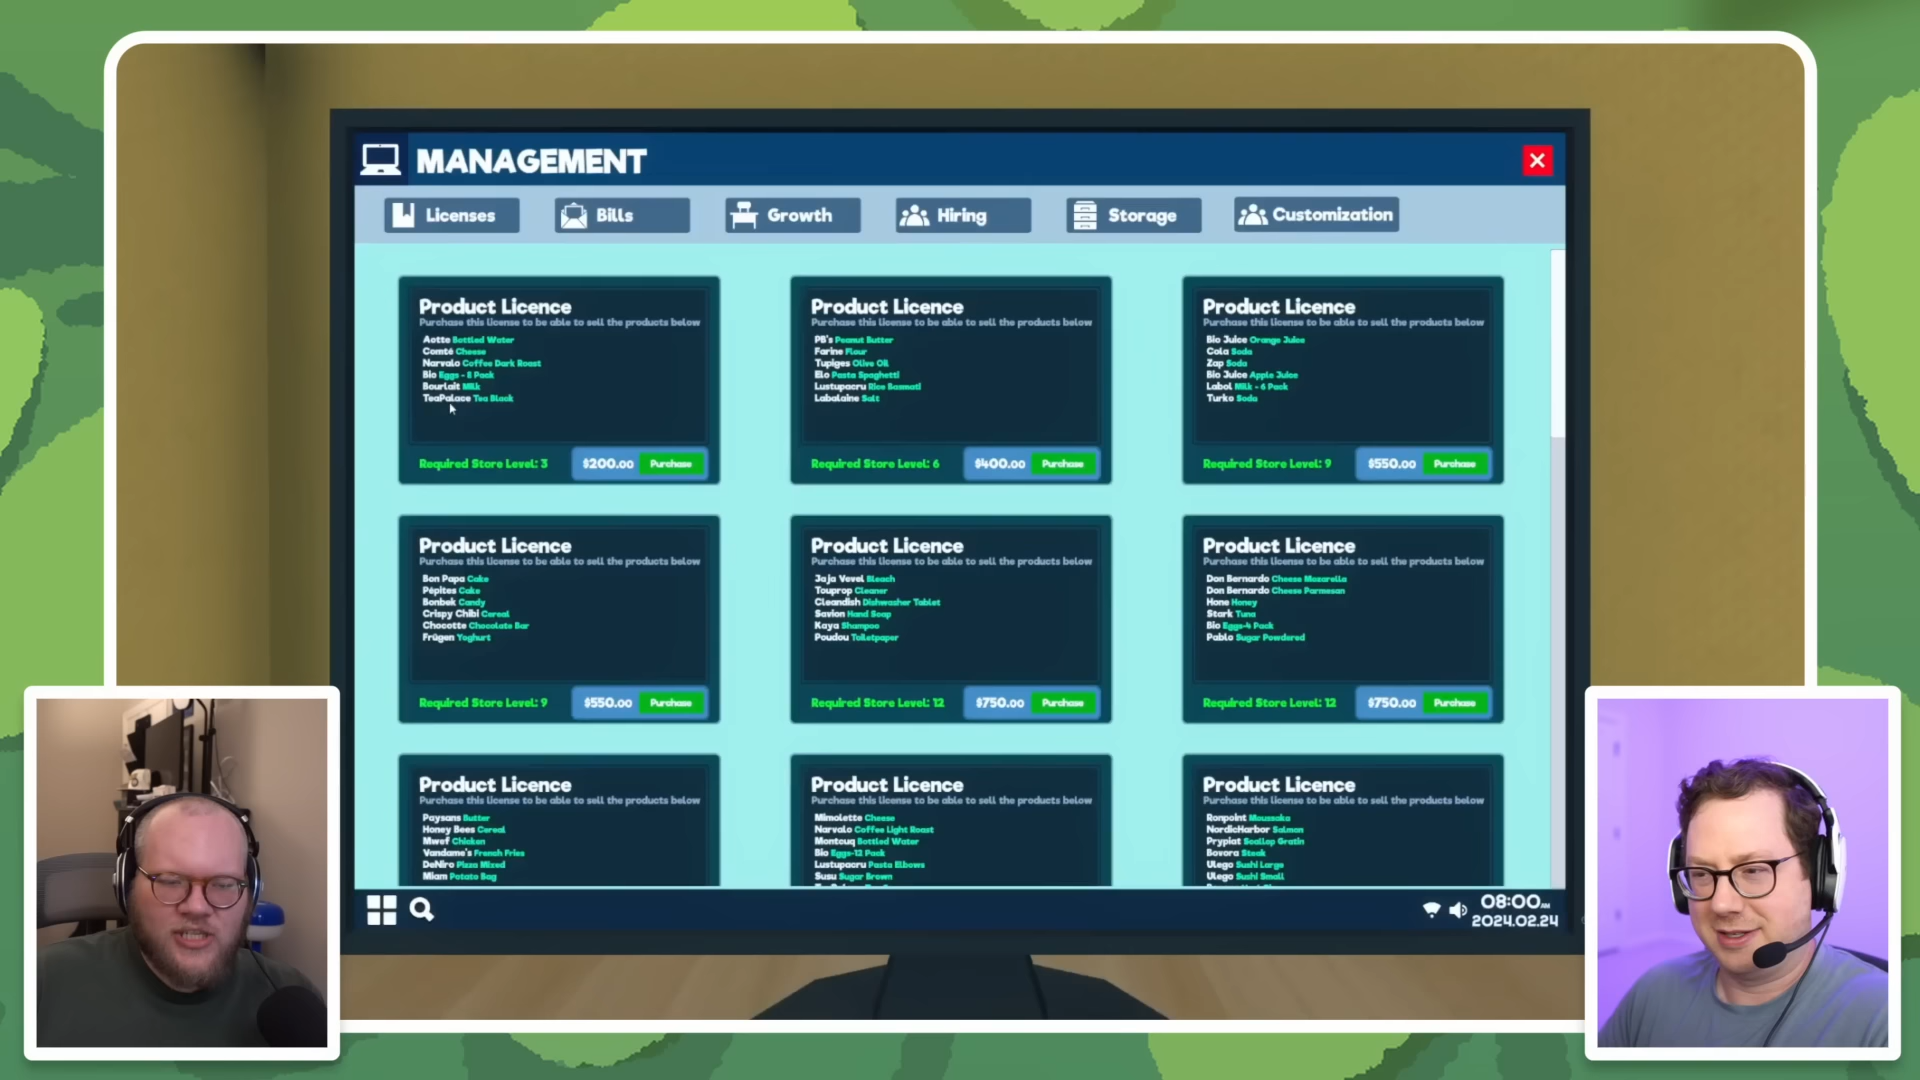 MANAGEMENT
Licenses
Bills
Growth
Hiring
Storage
Customization
Product Licence
Purchase this license to be able to sell the products below
Aotto Bottled Water
Comté Cheese
Narvalo Coffee Dark Roast
Bio Eggs - 8 Pack
Bourlait Milk
TeaPalace Tea Black
Required Store Level: 3
$200.00 Purchase
Product Licence
Purchase this license to be able to sell the products below
PB's Peanut Butter
Farine Flour
Tupiges Olive Oil
Elo Pasta Spaghetti
Lustupacru Rice Basmati
Labalaine Salt
Required Store Level: 6
$400.00 Purchase
Product Licence
Purchase this license to be able to sell the products below
Bio Juice Orange Juice
Cola Soda
Zap Soda
Bio Juice Apple Juice
Labol Milk - 6 Pack
Turko Soda
Required Store Level: 9
$550.00 Purchase
Product Licence
Purchase this license to be able to sell the products below
Bon Papa Cake
Pépites Cake
Bonbek Candy
Crispy Chibi Cereal
Chocotte Chocolate Bar
Frügen Yoghurt
Required Store Level: 9
$550.00 Purchase
Product Licence
Purchase this license to be able to sell the products below
Jaja Vevel Bleach
Touprop Cleaner
Cleandish Dishwasher Tablet
Savion Hand Soap
Kaya Shampoo
Poudou Toiletpaper
Required Store Level: 12
$750.00 Purchase
Product Licence
Purchase this license to be able to sell the products below
Don Bernardo Cheese Mozarella
Don Bernardo Cheese Parmesan
Hone Honey
Stark Tuna
Bio Eggs-4 Pack
Pablo Sugar Powdered
Required Store Level: 12
$750.00 Purchase
Product Licence
Purchase this license to be able to sell the products below
Paysans Butter
Honey Bees Cereal
Mwef Chicken
Vandame's French Fries
DeNiro Pizza Mixed
Miam Potato Bag
Product Licence
Purchase this license to be able to sell the products below
Mimolette Cheese
Narvalo Coffee Light Roast
Montcuq Bottled Water
Bio Eggs-12 Pack
Lustupacru Pasta Elbows
Susu Sugar Brown
Product Licence
Purchase this license to be able to sell the products below
Ronpoint Moussaka
NordicHarbor Salmon
Prypiat Scallop Gratin
Bovora Steak
Ulego Sushi Large
Ulego Sushi Small
08:00 AM
2024.02.24